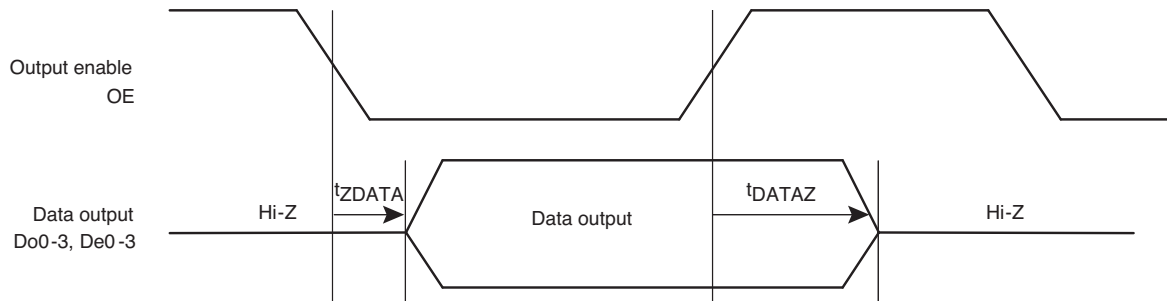 Output enable
OE
tZDATA
tDATAZ
Hi-Z
Data output
Hi-Z
Data output
Do0-3, De0-3